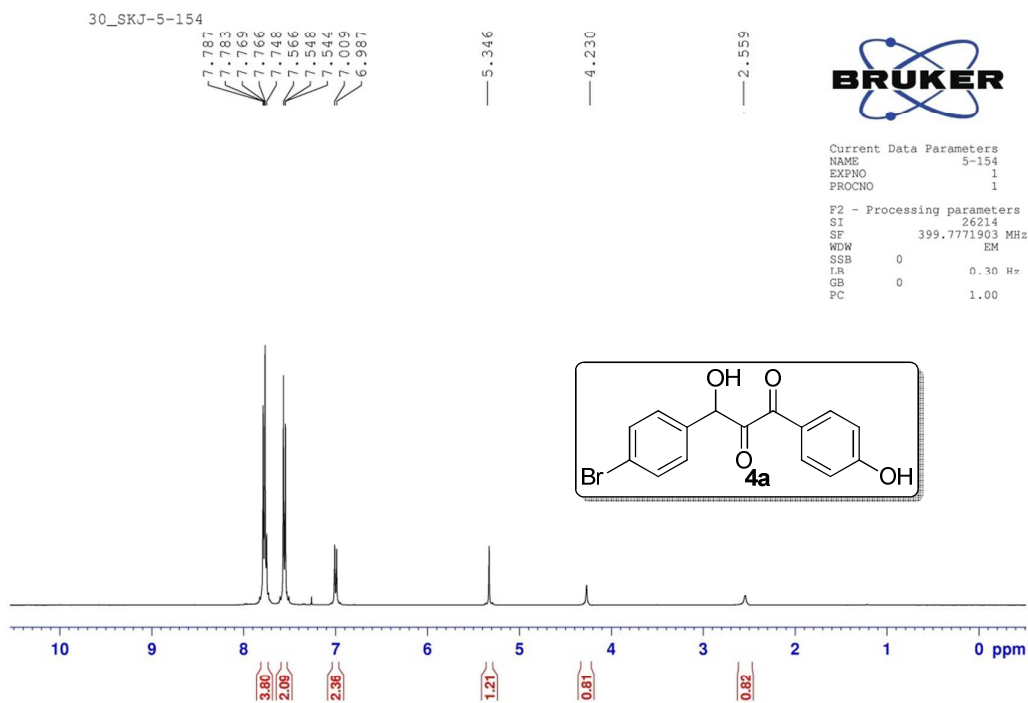 30_SKJ-5-154
7.787
7.783
7.769
7.766
7.748
7.566
7.548
7.544
7.009
6.987
5.346
4.230
2.559
BRUKER
Current Data Parameters
NAME 5-154
EXPNO 1
PROCNO 1
F2 - Processing parameters
SI 26214
SF 399.7771903 MHz
WDW EM
SSB 0
LB 0.30 Hz
GB 0
PC 1.00
OH O
O
Br OH
4a
10 9 8 7 6 5 4 3 2 1 0 ppm
3.80 2.09 2.36 1.21 0.81 0.82